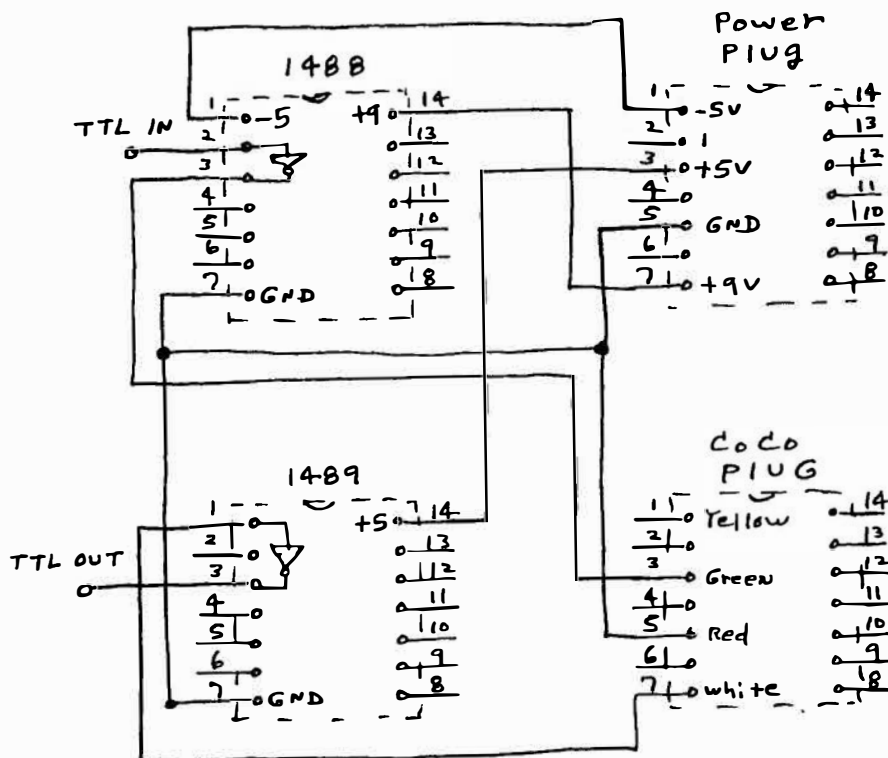 Power
Plug
1488
1 -5 +9 14
TTL IN
2 13
3 12
4 11
5 10
6 9
7 GND 8
1 -5V 14
2 1 13
3 +5V 12
4 11
5 GND 10
6 9
7 +9V 8
CoCo
PLUG
1489
1 +5 14
2 13
TTL OUT
3 12
4 11
5 10
6 9
7 GND 8
1 Yellow 14
2 13
3 Green 12
4 11
5 Red 10
6 9
7 white 8